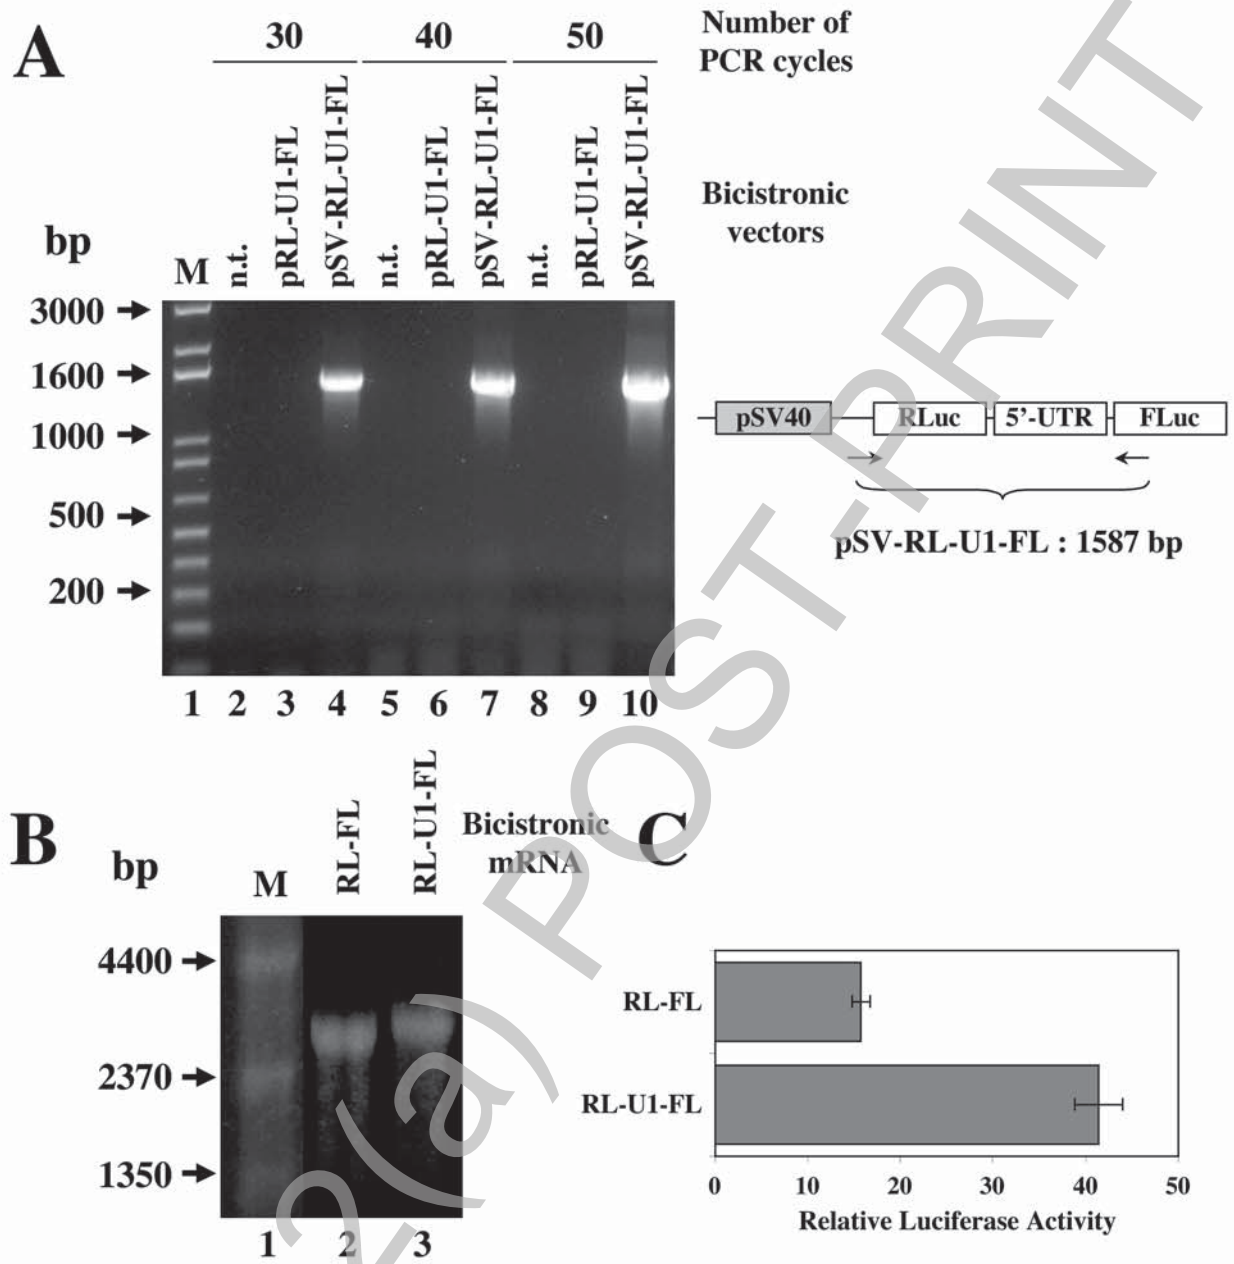 A
30 40 50
Number of
PCR cycles
n.t. pRL-U1-FL pSV-RL-U1-FL n.t. pRL-U1-FL pSV-RL-U1-FL n.t. pRL-U1-FL pSV-RL-U1-FL
Bicistronic
vectors
bp
M
3000
1600
1000
500
200
pSV40 RLuc 5'-UTR FLuc
pSV-RL-U1-FL : 1587 bp
1 2 3 4 5 6 7 8 9 10
B
bp
M
RL-FL RL-U1-FL
Bicistronic
mRNA
4400
2370
1350
1 2 3
C
RL-FL
RL-U1-FL
0 10 20 30 40 50
Relative Luciferase Activity
2(a) POST-PRINT